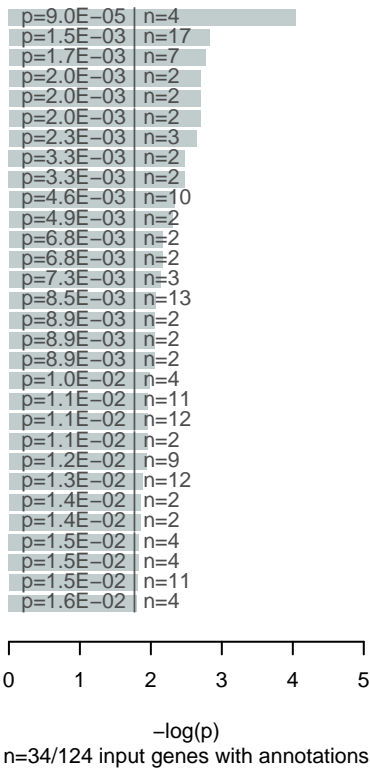 p=9.0E−05 n=4
p=1.5E−03 n=17
p=1.7E−03 n=7
p=2.0E−03 n=2
p=2.0E−03 n=2
p=2.0E−03 n=2
p=2.3E−03 n=3
p=3.3E−03 n=2
p=3.3E−03 n=2
p=4.6E−03 n=10
p=4.9E−03 n=2
p=6.8E−03 n=2
p=6.8E−03 n=2
p=7.3E−03 n=3
p=8.5E−03 n=13
p=8.9E−03 n=2
p=8.9E−03 n=2
p=8.9E−03 n=2
p=1.0E−02 n=4
p=1.1E−02 n=11
p=1.1E−02 n=12
p=1.1E−02 n=2
p=1.2E−02 n=9
p=1.3E−02 n=12
p=1.4E−02 n=2
p=1.4E−02 n=2
p=1.5E−02 n=4
p=1.5E−02 n=4
p=1.5E−02 n=11
p=1.6E−02 n=4
0 1 2 3 4 5
−log(p)
n=34/124 input genes with annotations